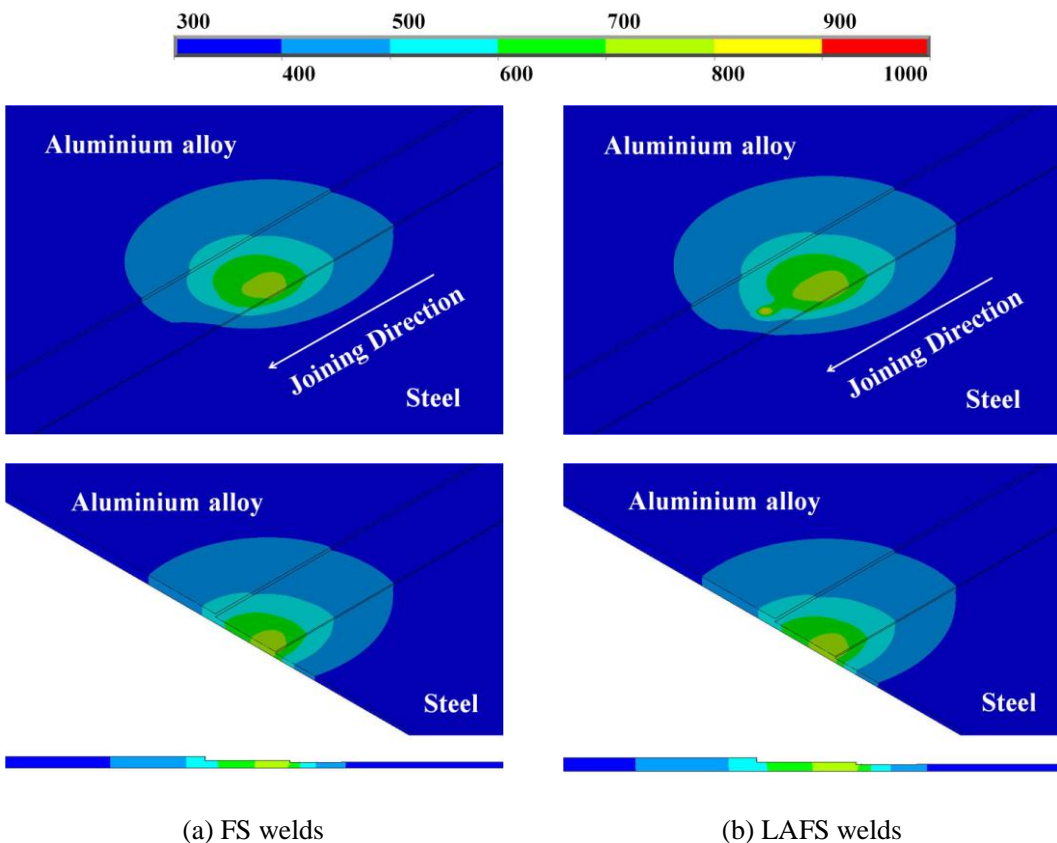 300 500 700 900
400 600 800 1000
Aluminium alloy
Joining Direction
Steel
Aluminium alloy
Joining Direction
Steel
Aluminium alloy
Steel
Aluminium alloy
Steel
(a) FS welds
(b) LAFS welds